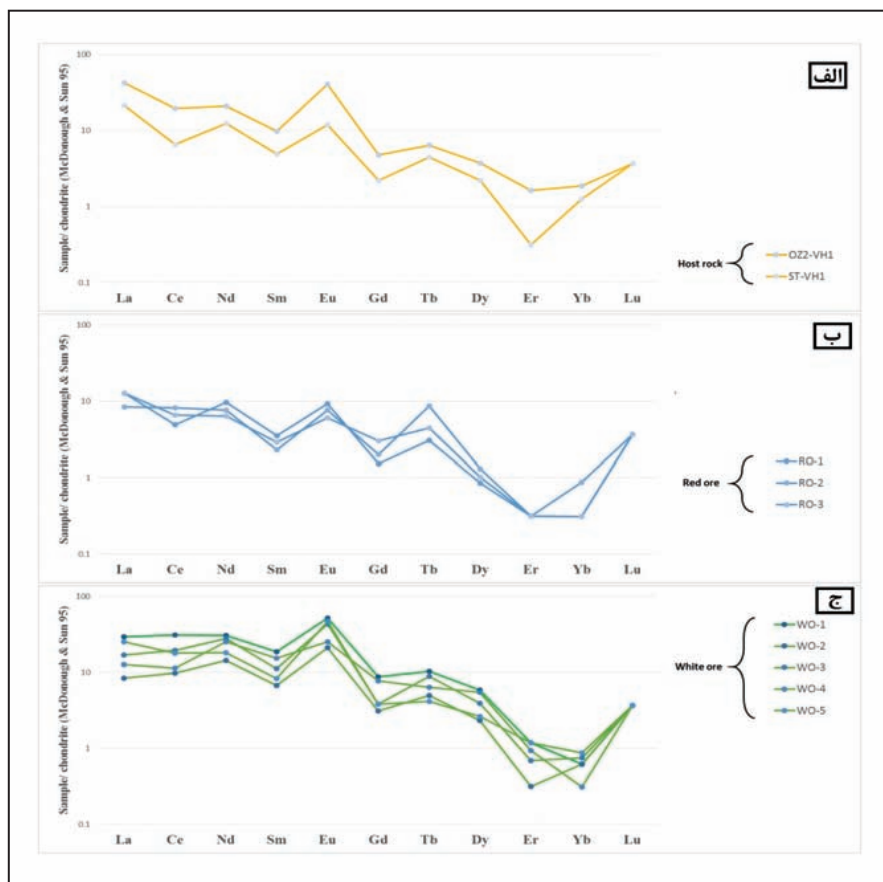 الف
Sample/ chondrite (McDonough & Sun 95)
100
10
1
0.1
La Ce Nd Sm Eu Gd Tb Dy Er Yb Lu
Host rock
OZ2-VH1
ST-VH1
ب
Sample/ chondrite (McDonough & Sun 95)
100
10
1
0.1
La Ce Nd Sm Eu Gd Tb Dy Er Yb Lu
Red ore
RO-1
RO-2
RO-3
ج
Sample/ chondrite (McDonough & Sun 95)
100
10
1
0.1
La Ce Nd Sm Eu Gd Tb Dy Er Yb Lu
White ore
WO-1
WO-2
WO-3
WO-4
WO-5